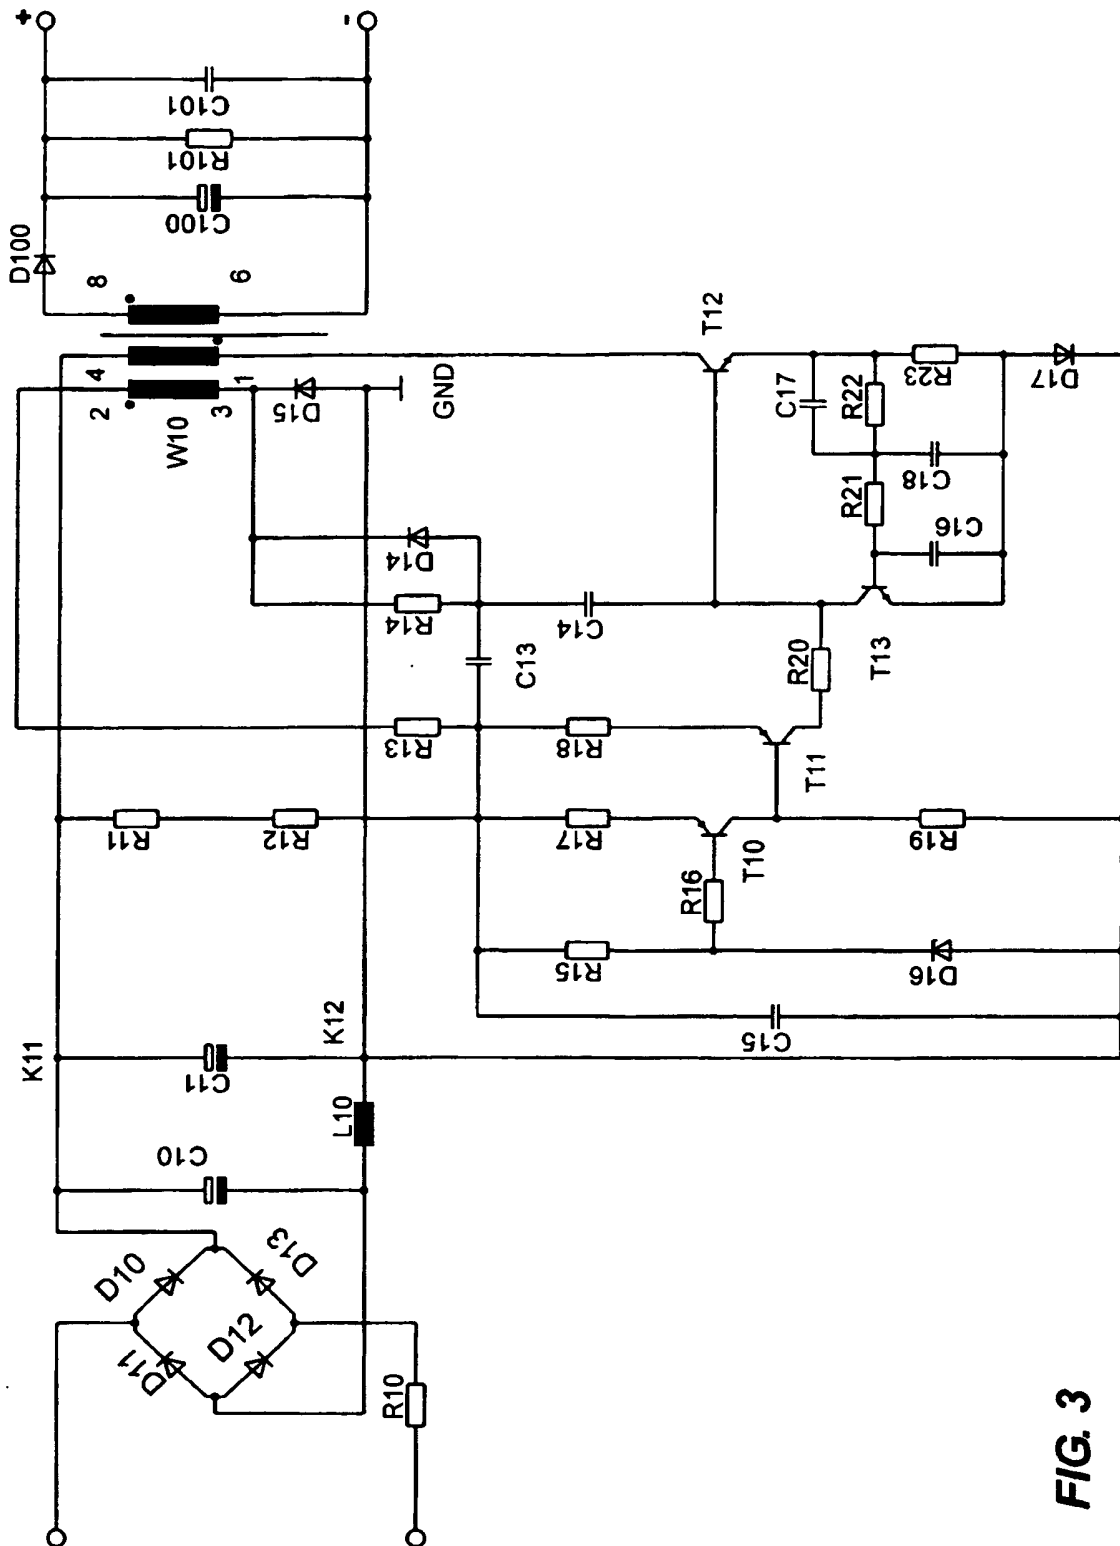 +
-
C101
R101
C100
D100
8
6
T12
4
2
1
3
W10
D15
GND
C17
R22
R23
D17
R21
C18
C16
D14
R14
C14
C13
R20
T13
R13
R18
T11
R11
R12
R17
R19
T10
R16
R15
D16
K11
K12
C15
C11
L10
C10
D10
D13
D11
D12
R10
FIG. 3